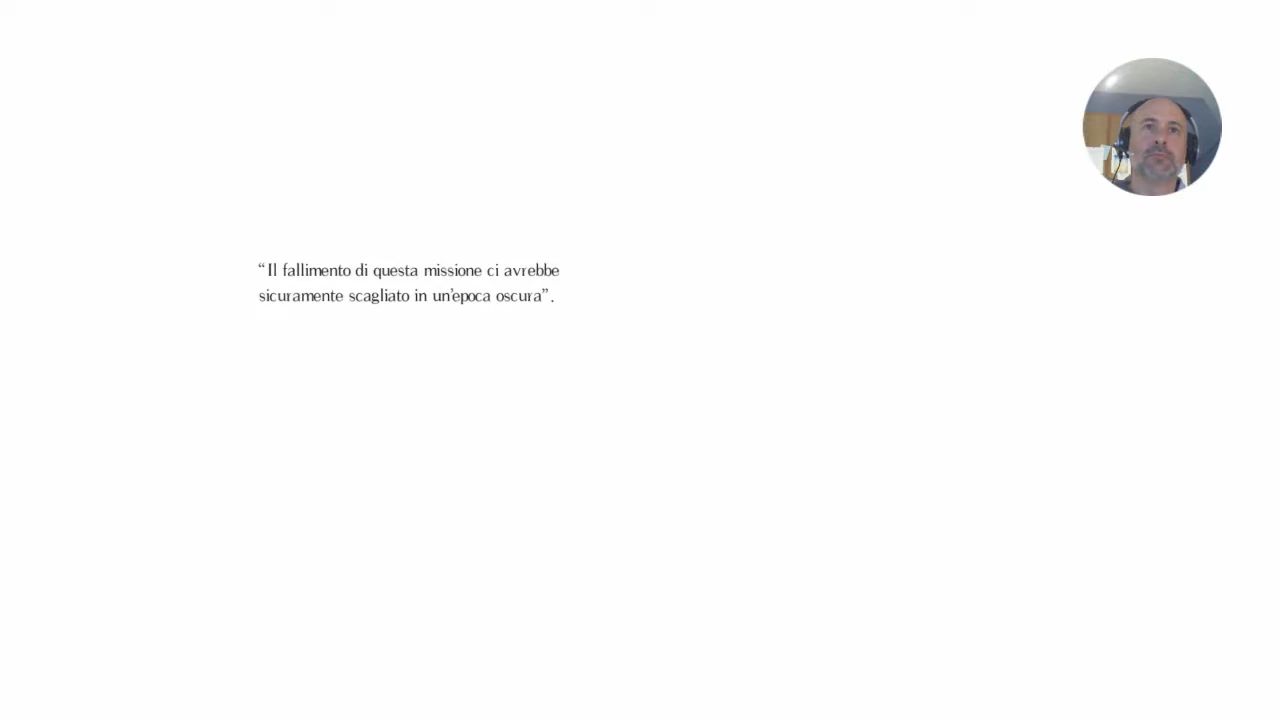 “Il fallimento di questa missione ci avrebbe
sicuramente scagliato in un’epoca oscura”.